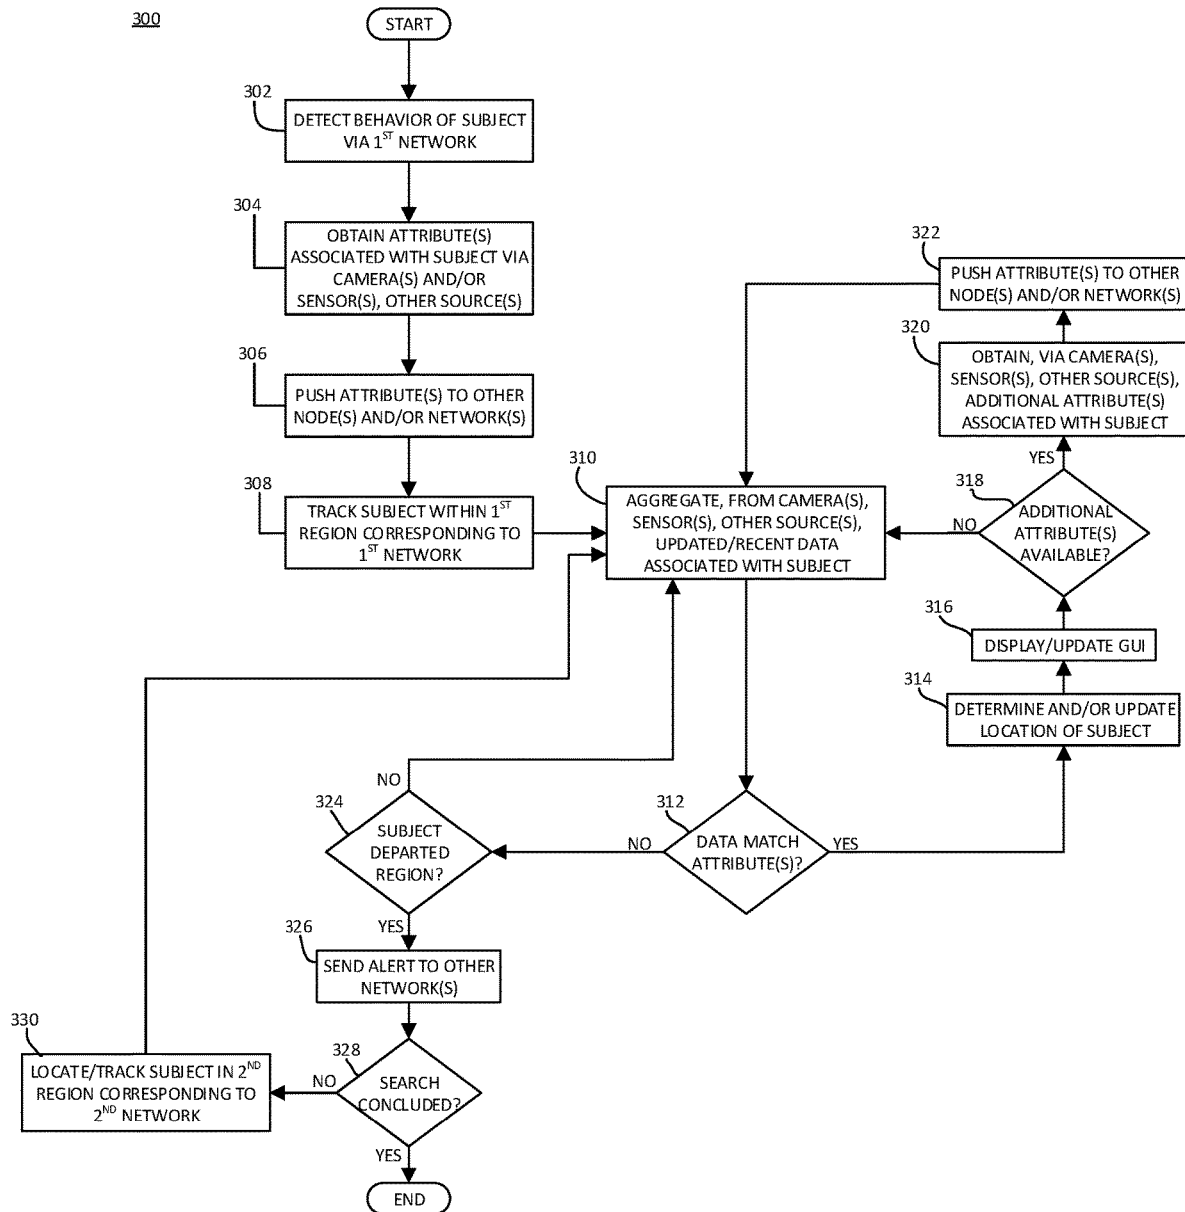 300
START
302
DETECT BEHAVIOR OF SUBJECT
VIA 1ST NETWORK
304
OBTAIN ATTRIBUTE(S)
ASSOCIATED WITH SUBJECT VIA
CAMERA(S) AND/OR
SENSOR(S), OTHER SOURCE(S)
306
PUSH ATTRIBUTE(S) TO OTHER
NODE(S) AND/OR NETWORK(S)
308
TRACK SUBJECT WITHIN 1ST
REGION CORRESPONDING TO
1ST NETWORK
310
AGGREGATE, FROM CAMERA(S),
SENSOR(S), OTHER SOURCE(S),
UPDATED/RECENT DATA
ASSOCIATED WITH SUBJECT
312
DATA MATCH
ATTRIBUTE(S)?
YES
NO
314
DETERMINE AND/OR UPDATE
LOCATION OF SUBJECT
316
DISPLAY/UPDATE GUI
318
ADDITIONAL
ATTRIBUTE(S)
AVAILABLE?
NO
YES
320
OBTAIN, VIA CAMERA(S),
SENSOR(S), OTHER SOURCE(S),
ADDITIONAL ATTRIBUTE(S)
ASSOCIATED WITH SUBJECT
322
PUSH ATTRIBUTE(S) TO OTHER
NODE(S) AND/OR NETWORK(S)
324
SUBJECT
DEPARTED
REGION?
NO
YES
326
SEND ALERT TO OTHER
NETWORK(S)
328
SEARCH
CONCLUDED?
NO
YES
330
LOCATE/TRACK SUBJECT IN 2ND
REGION CORRESPONDING TO
2ND NETWORK
END